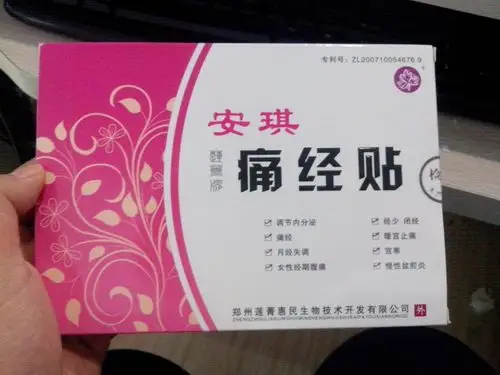 专利号：ZL200710054676.9
安琪
痛经贴
调节内分泌
经少 闭经
痛经
暖宫止痛
月经失调
宫寒
女性经期腹痛
慢性盆腔炎
郑州莲菁惠民生物技术开发有限公司
外